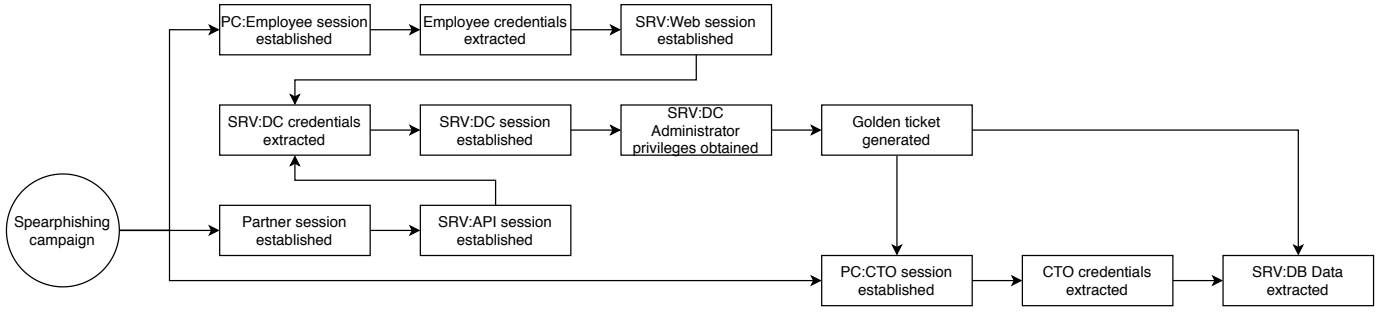 PC:Employee session
established
Employee credentials
extracted
SRV:Web session
established
SRV:DC credentials
extracted
SRV:DC session
established
SRV:DC
Administrator
privileges obtained
Golden ticket
generated
Spearphishing
campaign
Partner session
established
SRV:API session
established
PC:CTO session
established
CTO credentials
extracted
SRV:DB Data
extracted